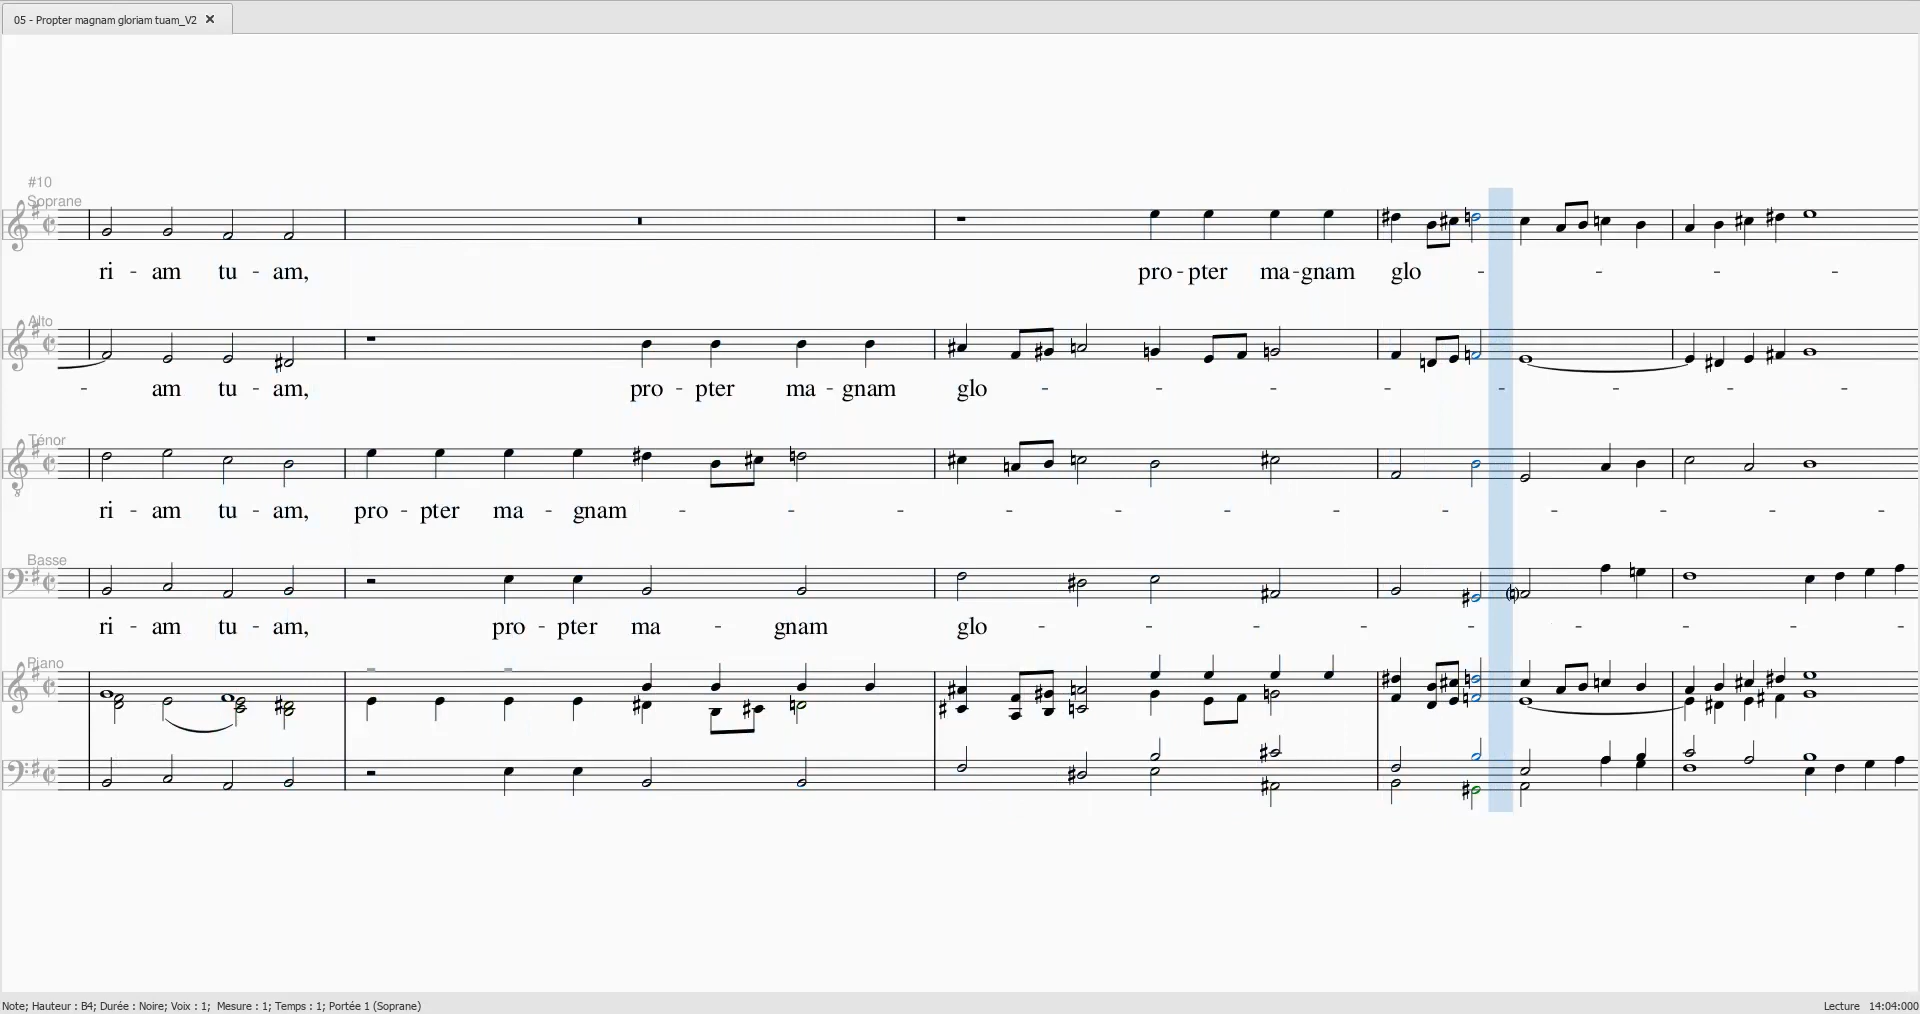 05 - Propter magnam gloriam tuam_V2
#10
Soprane
ri - am tu - am, pro - pter ma - gnam glo - - - -
Alto
- am tu - am, pro - pter ma - gnam glo - - - - - - - -
Ténor
ri - am tu - am, pro - pter ma - gnam - - - - - - - - - - - -
Basse
ri - am tu - am, pro - pter ma - gnam glo - - - - - - - - -
Piano
Note; Hauteur : B4; Durée : Noire; Voix : 1; Mesure : 1; Temps : 1; Portée 1 (Soprane)
Lecture 14:04:000